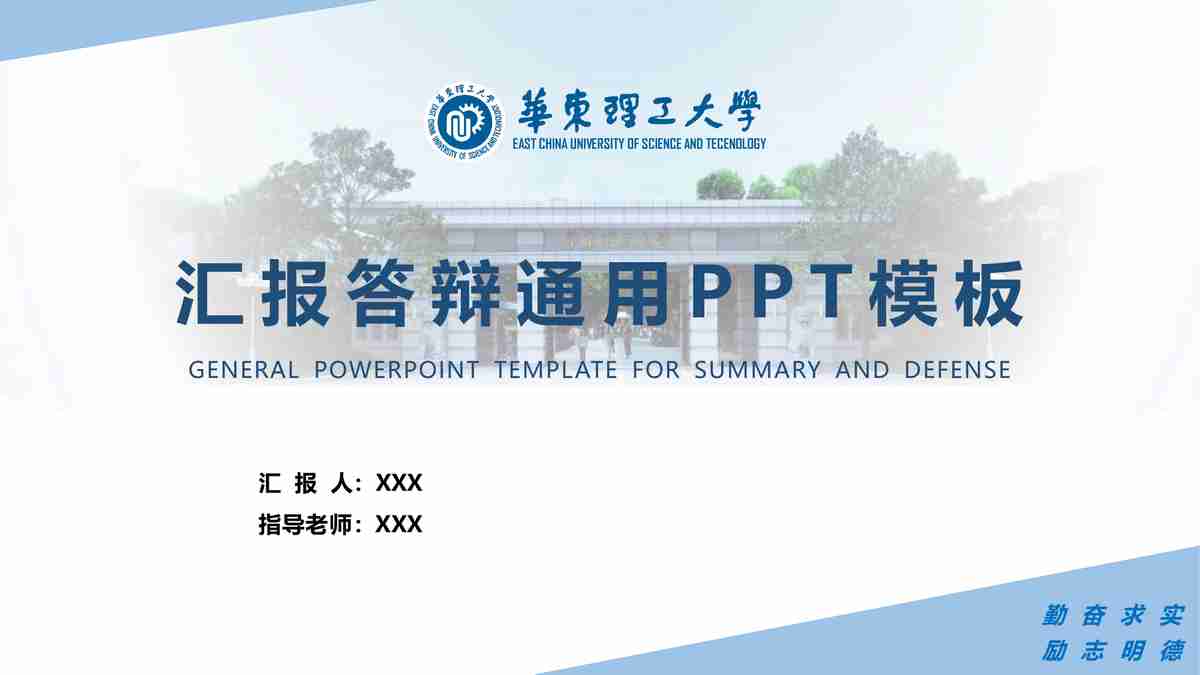 華東理工大學
EAST CHINA UNIVERSITY OF SCIENCE AND TECENOLOGY
汇报答辩通用PPT模板
GENERAL POWERPOINT TEMPLATE FOR SUMMARY AND DEFENSE
汇 报 人：XXX
指导老师：XXX
勤奋求实
励志明德